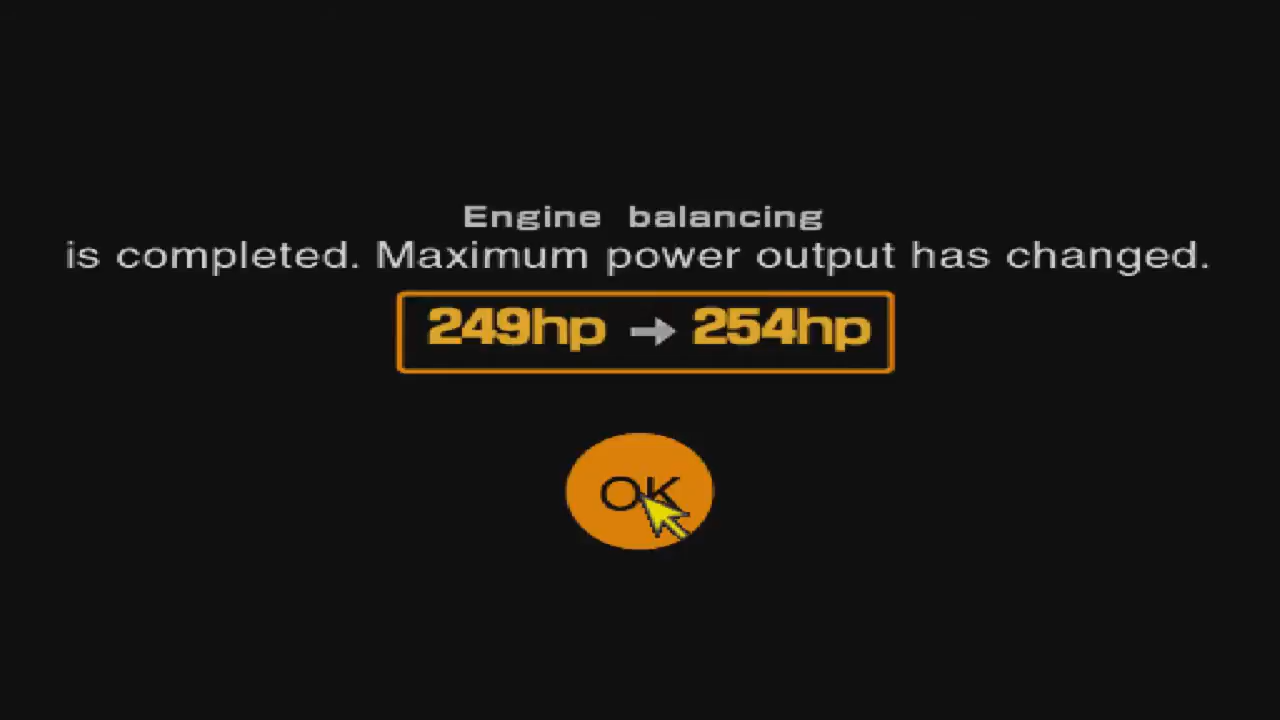 Engine balancing
is completed. Maximum power output has changed.
249hp → 254hp
OK